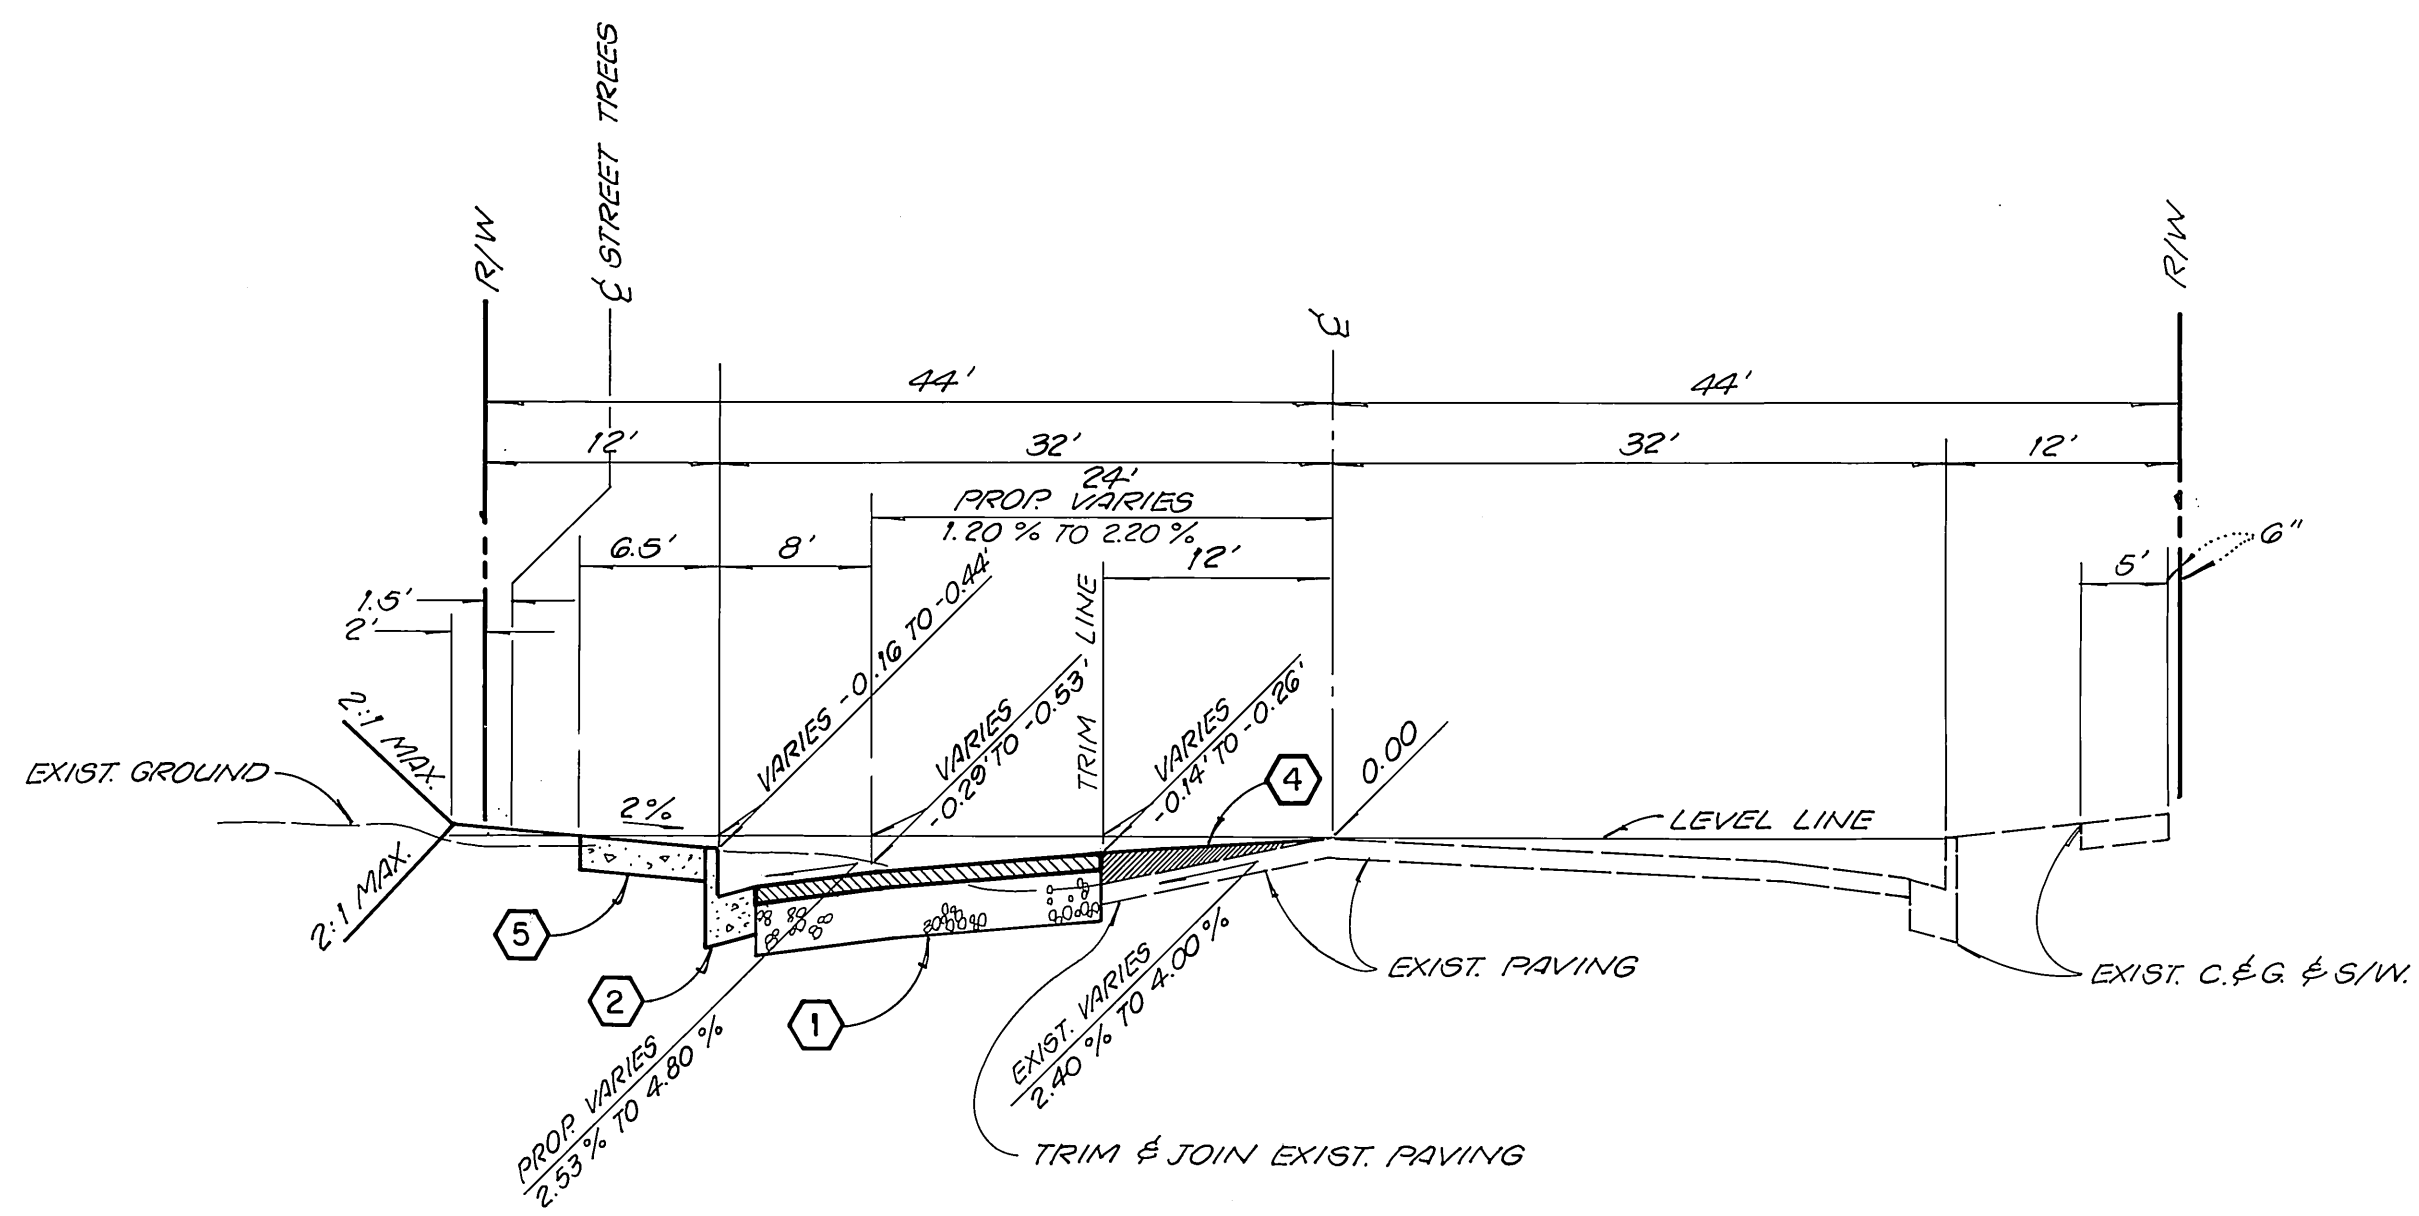 ℄ STREET TREES
R/W
R/W
℄
44'
44'
12'
32'
32'
12'
24'
PROP. VARIES
1.20 % TO 2.20 %
6.5'
8'
12'
5'
6"
1.5'
2'
TRIM LINE
VARIES -0.16 TO -0.44'
VARIES
-0.29' TO -0.53'
VARIES
-0.14' TO -0.26'
0.00
4
2:1 MAX.
EXIST. GROUND
2%
LEVEL LINE
2:1 MAX.
5
2
1
EXIST. PAVING
EXIST. C. & G. & S/W.
PROP. VARIES
2.53 % TO 4.80 %
EXIST. VARIES
2.40 % TO 4.00 %
TRIM & JOIN EXIST. PAVING